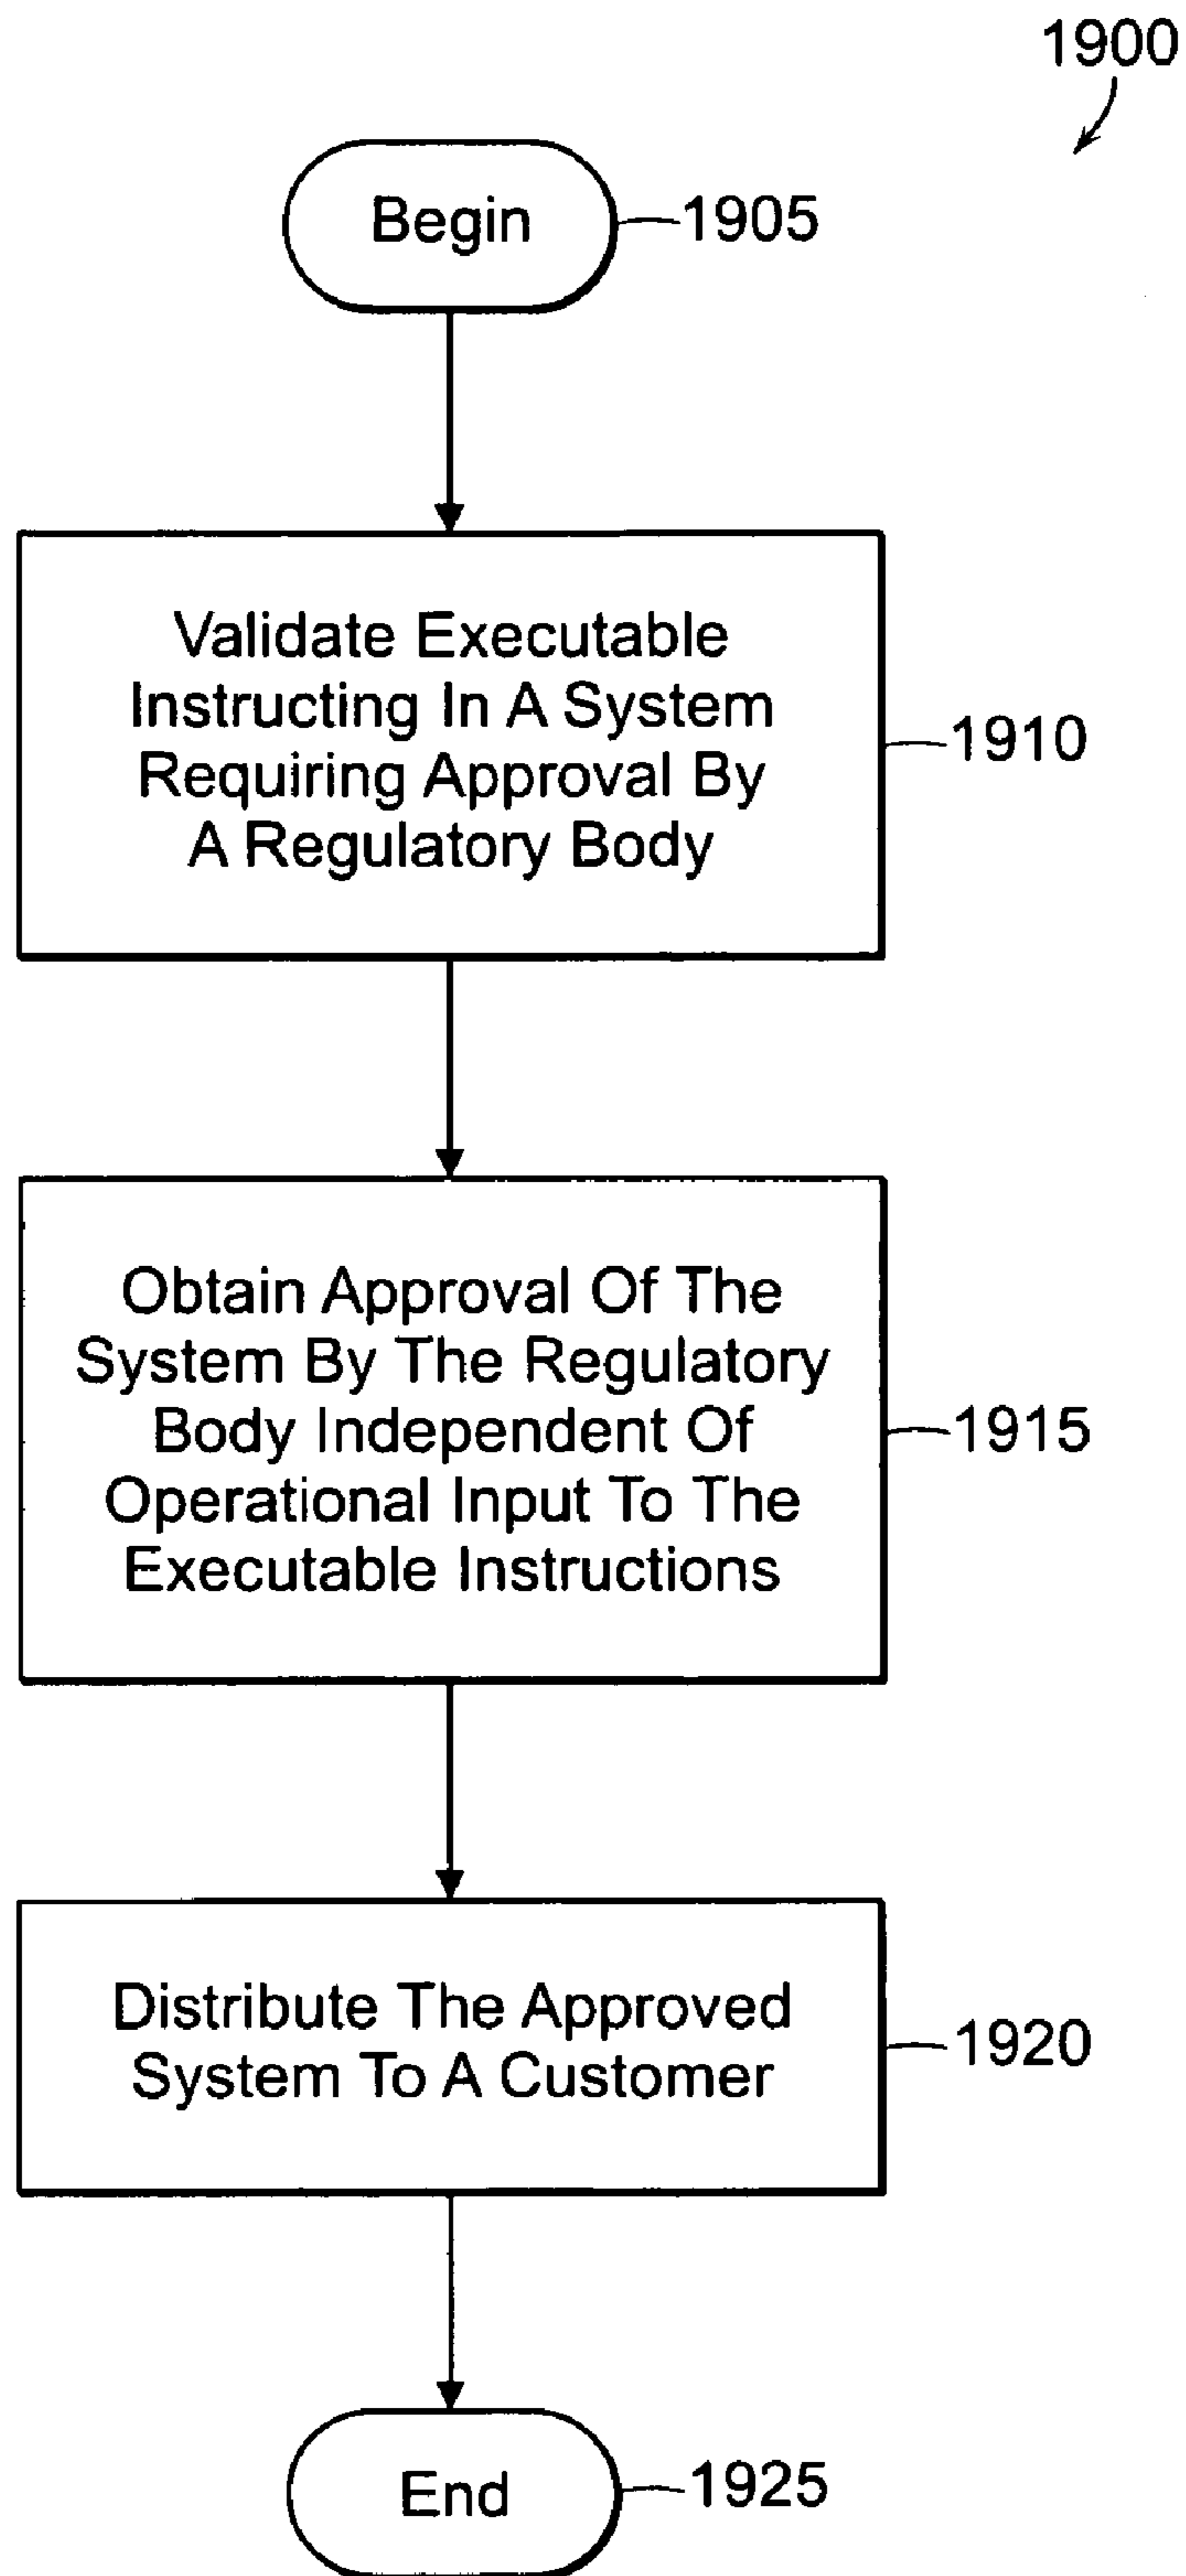 1900
Begin
1905
Validate Executable
Instructing In A System
Requiring Approval By
A Regulatory Body
1910
Obtain Approval Of The
System By The Regulatory
Body Independent Of
Operational Input To The
Executable Instructions
1915
Distribute The Approved
System To A Customer
1920
End
1925